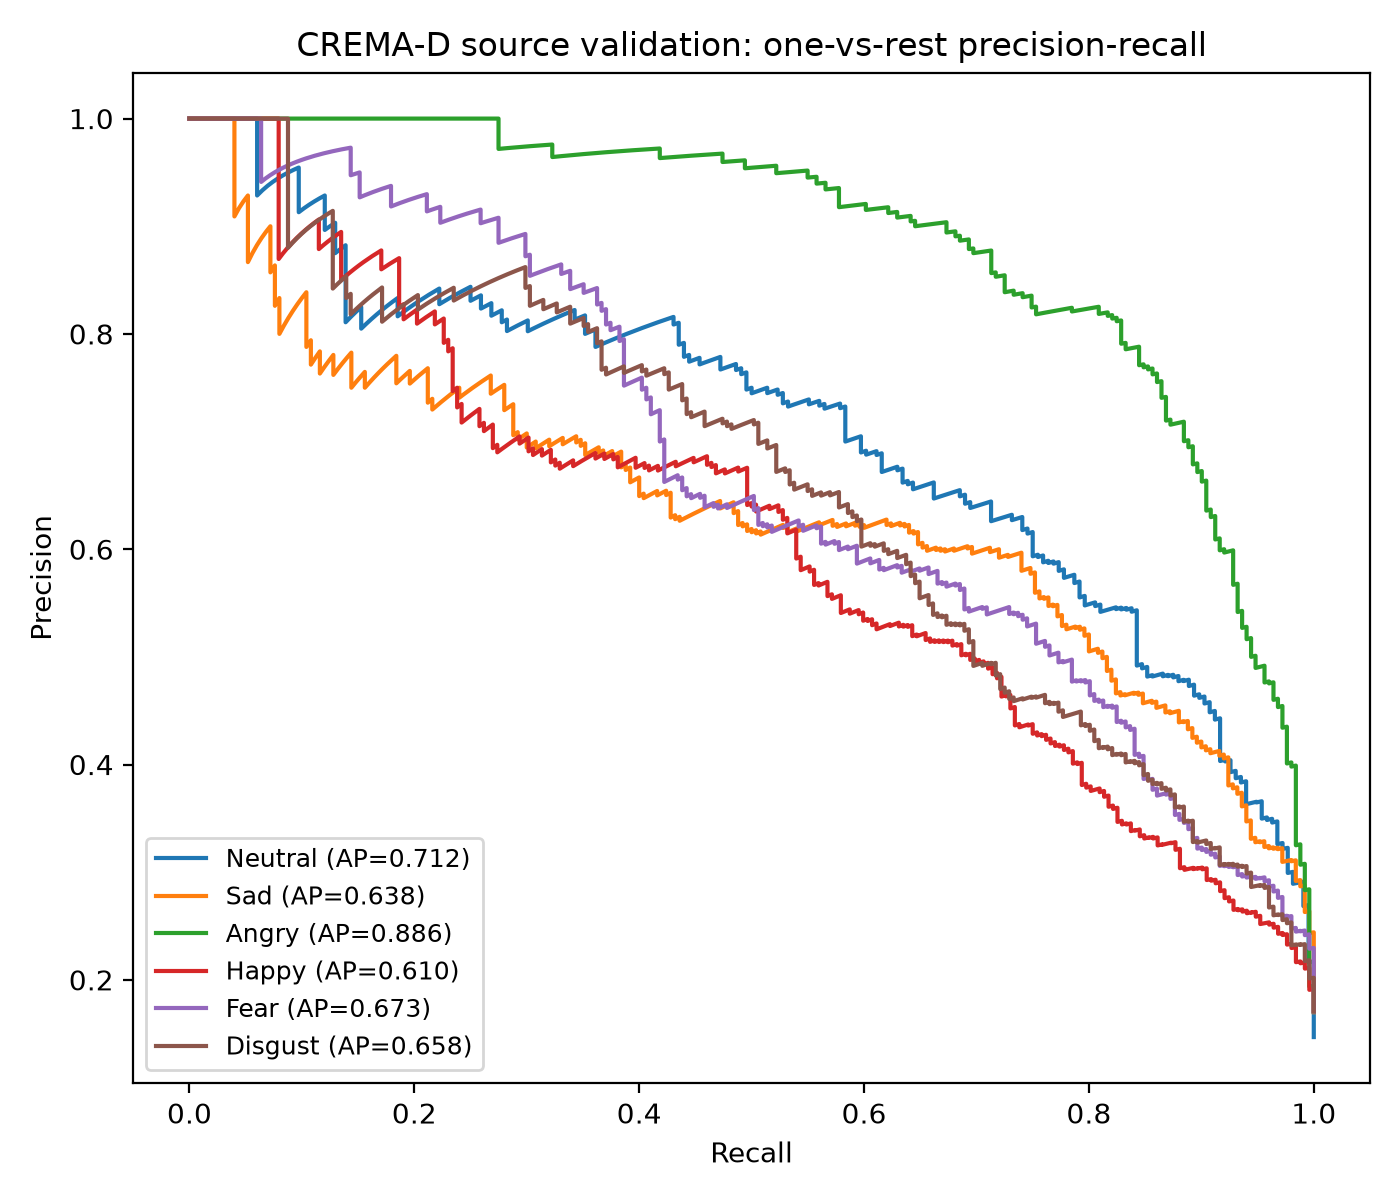 CREMA-D source validation: one-vs-rest precision-recall
Precision
1.0
0.8
0.6
0.4
0.2
Neutral (AP=0.712)
Sad (AP=0.638)
Angry (AP=0.886)
Happy (AP=0.610)
Fear (AP=0.673)
Disgust (AP=0.658)
0.0 0.2 0.4 0.6 0.8 1.0
Recall